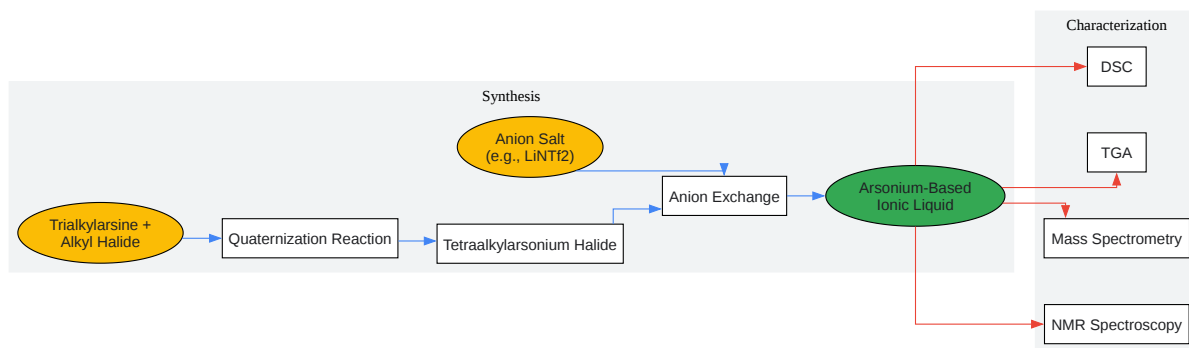 Characterization
DSC
Synthesis
Anion Salt
(e.g., LiNTf2)
TGA
Anion Exchange
Arsonium-Based
Ionic Liquid
Trialkylarsine +
Alkyl Halide
Quaternization Reaction
Tetraalkylarsonium Halide
Mass Spectrometry
NMR Spectroscopy